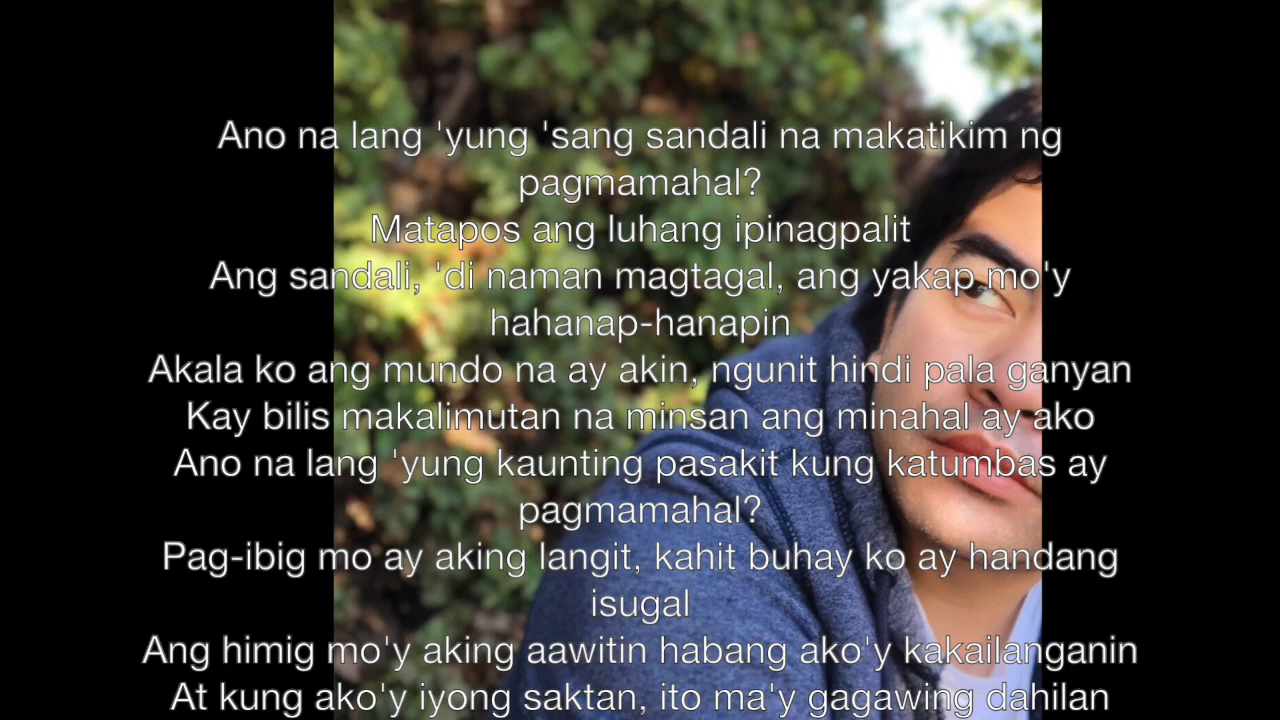 Ano na lang 'yung 'sang sandali na makatikim ng
pagmamahal?
Matapos ang luhang ipinagpalit
Ang sandali, 'di naman magtagal, ang yakap mo'y
hahanap-hanapin
Akala ko ang mundo na ay akin, ngunit hindi pala ganyan
Kay bilis makalimutan na minsan ang minahal ay ako
Ano na lang 'yung kaunting pasakit kung katumbas ay
pagmamahal?
Pag-ibig mo ay aking langit, kahit buhay ko ay handang
isugal
Ang himig mo'y aking aawitin habang ako'y kakailanganin
At kung ako'y iyong saktan, ito ma'y gagawing dahilan